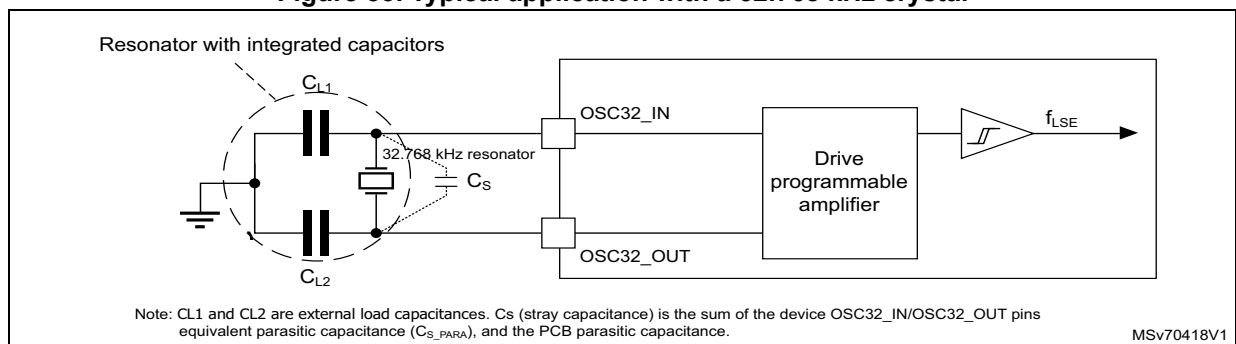 Resonator with integrated capacitors
CL1
OSC32_IN
fLSE
32.768 kHz resonator
CS
Drive
programmable
amplifier
OSC32_OUT
CL2
Note: CL1 and CL2 are external load capacitances. Cs (stray capacitance) is the sum of the device OSC32_IN/OSC32_OUT pins
equivalent parasitic capacitance (CS_PARA), and the PCB parasitic capacitance.
MSv70418V1